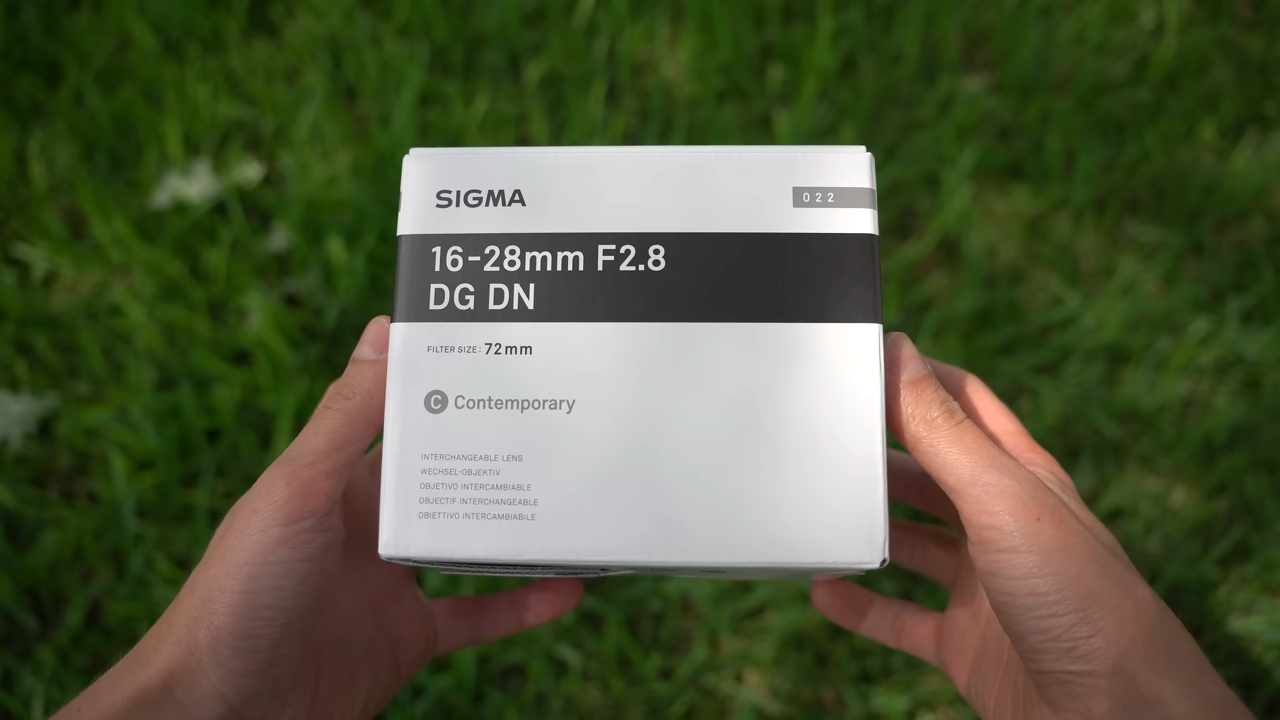 SIGMA
022
16-28mm F2.8
DG DN
FILTER SIZE: 72mm
C Contemporary
INTERCHANGEABLE LENS
WECHSEL-OBJEKTIV
OBJETIVO INTERCAMBIABLE
OBJECTIF INTERCHANGEABLE
OBIETTIVO INTERCAMBIABILE